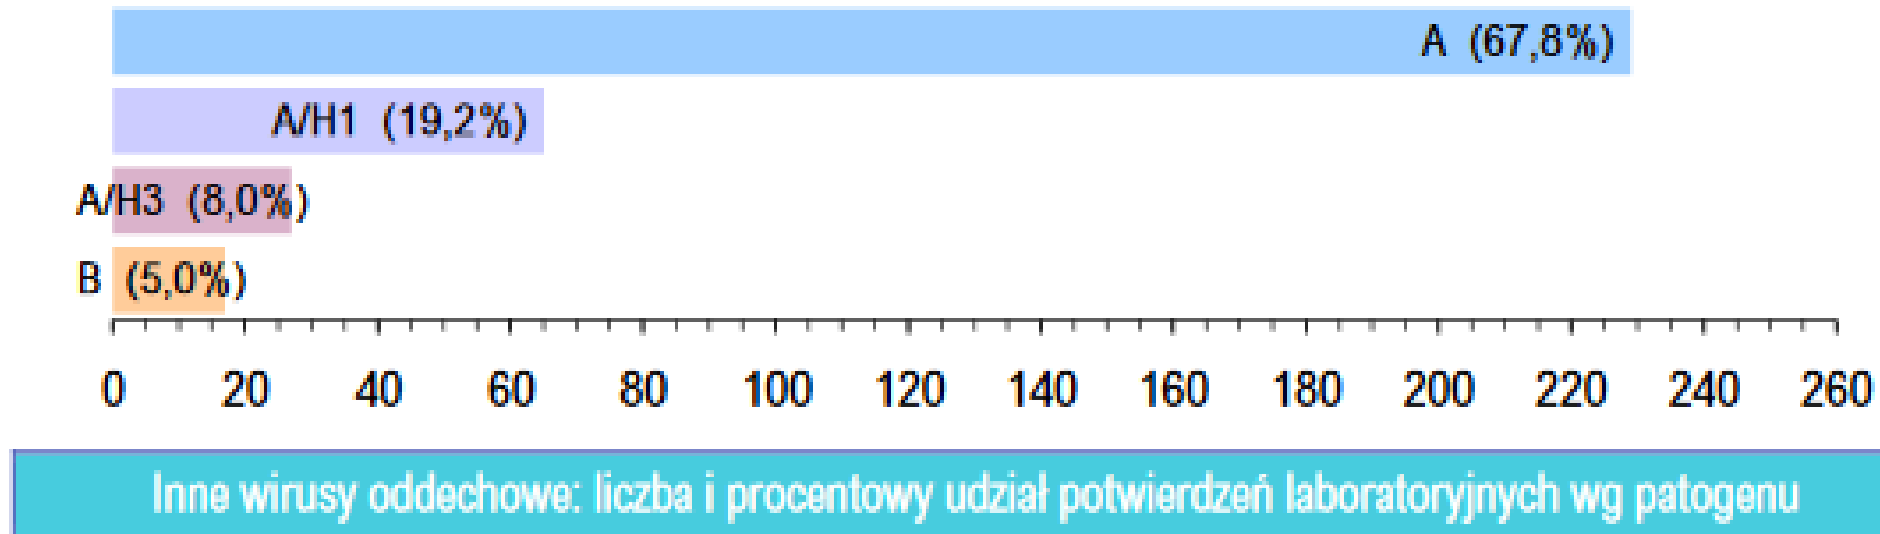 A (67,8%)
A/H1 (19,2%)
A/H3 (8,0%)
B (5,0%)
0 20 40 60 80 100 120 140 160 180 200 220 240 260
Inne wirusy oddechowe: liczba i procentowy udział potwierdzeń laboratoryjnych wg patogenu